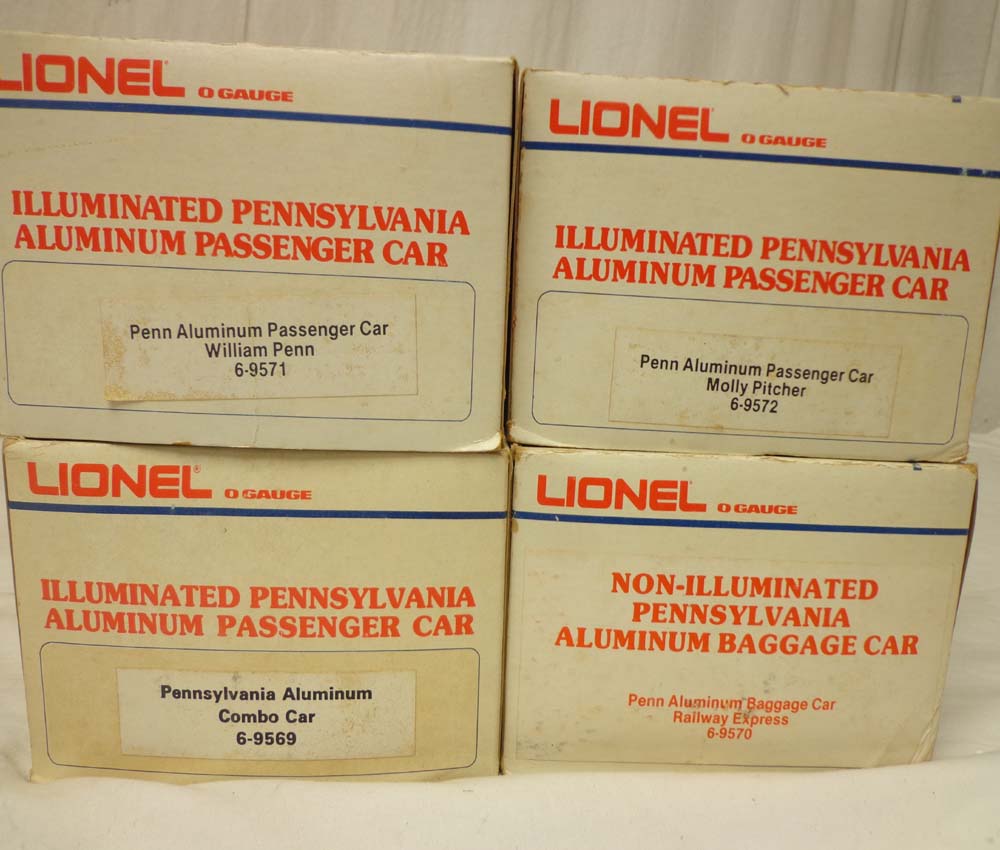 LIONEL O GAUGE
ILLUMINATED PENNSYLVANIA
ALUMINUM PASSENGER CAR
Penn Aluminum Passenger Car
William Penn
6-9571
LIONEL O GAUGE
ILLUMINATED PENNSYLVANIA
ALUMINUM PASSENGER CAR
Penn Aluminum Passenger Car
Molly Pitcher
6-9572
LIONEL® O GAUGE
ILLUMINATED PENNSYLVANIA
ALUMINUM PASSENGER CAR
Pennsylvania Aluminum
Combo Car
6-9569
LIONEL O GAUGE
NON-ILLUMINATED
PENNSYLVANIA
ALUMINUM BAGGAGE CAR
Penn Aluminum Baggage Car
Railway Express
6-9570